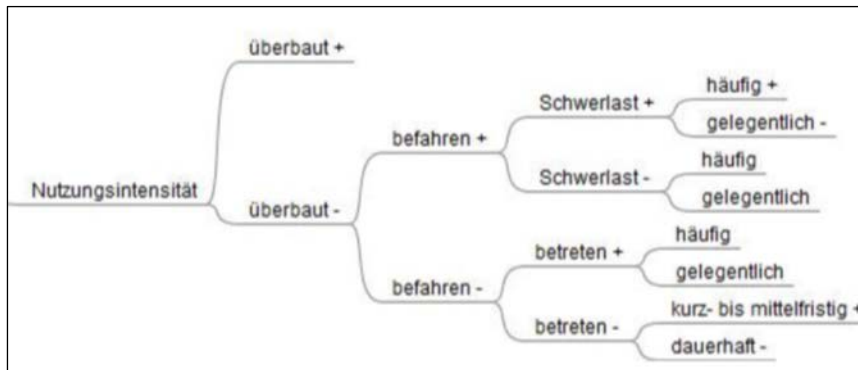 Nutzungsintensität
überbaut +
überbaut -
befahren +
Schwerlast +
häufig +
gelegentlich -
Schwerlast -
häufig
gelegentlich
befahren -
betreten +
häufig
gelegentlich
betreten -
kurz- bis mittelfristig +
dauerhaft -